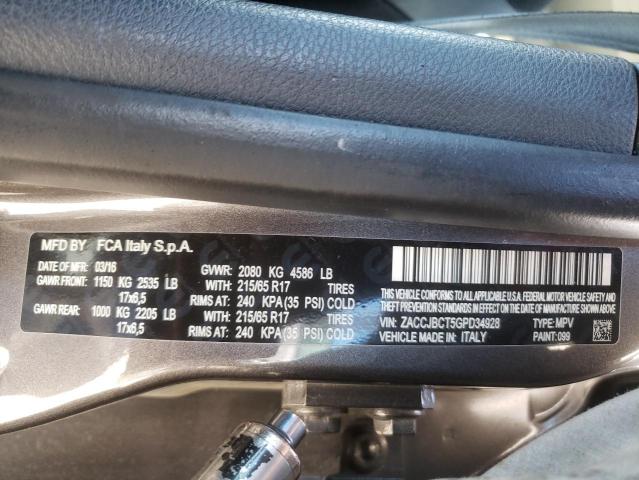 MFD BY FCA Italy S.p.A.
DATE OF MFR: 03/16 GVWR: 2080 KG 4586 LB
GAWR FRONT: 1150 KG 2535 LB WITH: 215/65 R17 TIRES
17x6,5 RIMS AT: 240 KPA(35 PSI) COLD
GAWR REAR: 1000 KG 2205 LB WITH: 215/65 R17 TIRES
17x6,5 RIMS AT: 240 KPA(35 PSI) COLD
THIS VEHICLE CONFORMS TO ALL APPLICABLE U.S. FEDERAL MOTOR VEHICLE SAFETY, BUMPER AND
THEFT PREVENTION STANDARDS IN EFFECT ON THE DATE OF MANUFACTURE SHOWN ABOVE
VIN: ZACCJBCT5GPD34928 TYPE: MPV
VEHICLE MADE IN: ITALY PAINT: 099